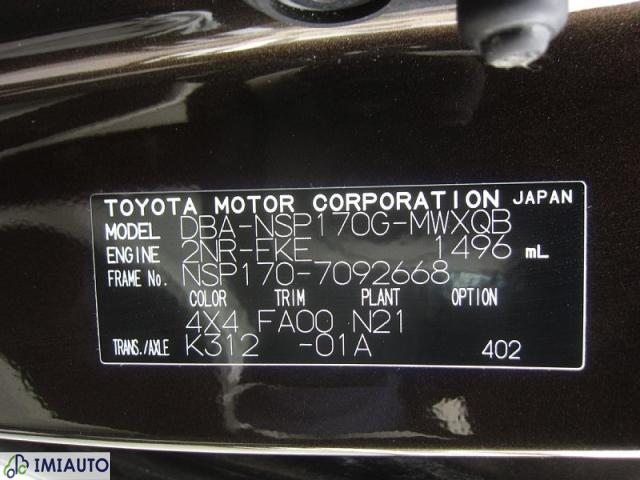 TOYOTA MOTOR CORPORATION JAPAN
MODEL DBA-NSP170G-MWXQB
ENGINE 2NR-EKE 1496 mL
FRAME No. NSP170-7092668
COLOR TRIM PLANT OPTION
4X4 FA00 N21
TRANS./AXLE K312 -01A 402
IMIAUTO